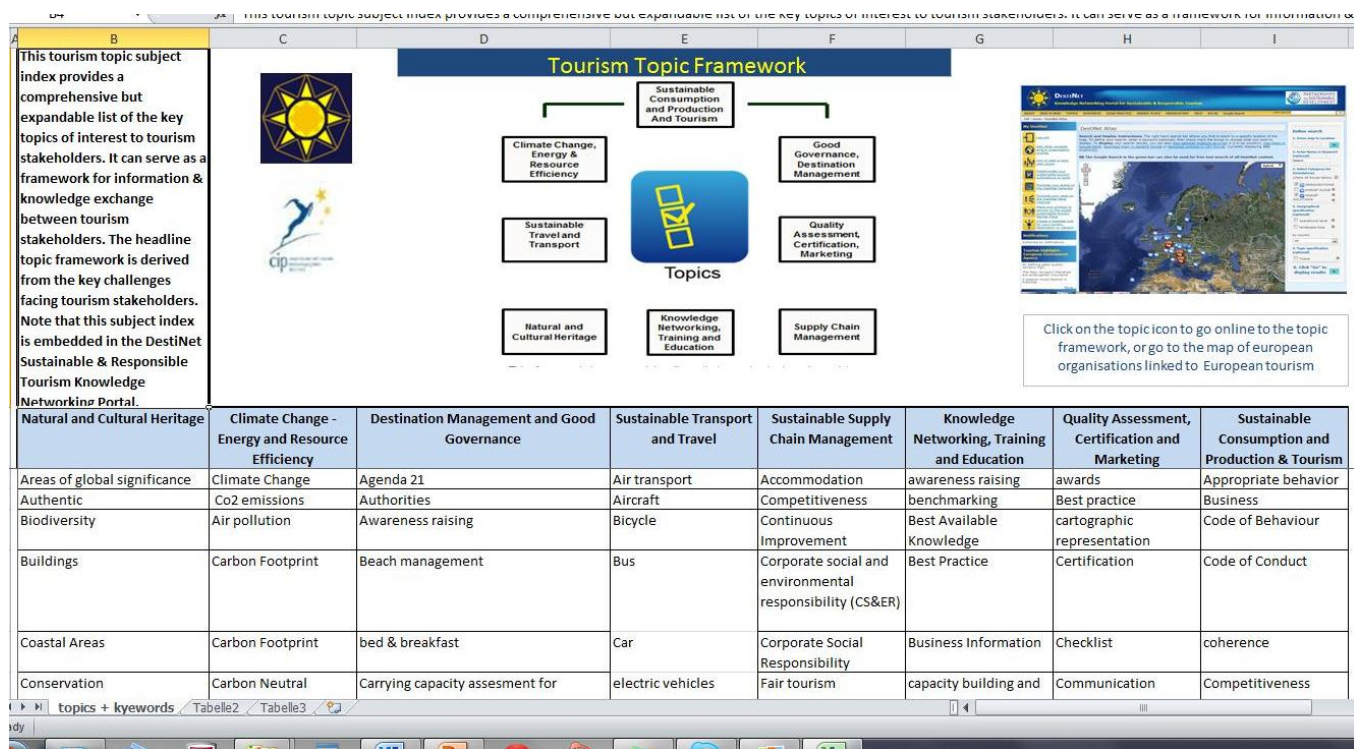 B4
This tourism topic subject index provides a comprehensive but expandable list of the key topics of interest to tourism stakeholders. It can serve as a framework for information &
A B C D E F G H I
This tourism topic subject
index provides a
comprehensive but
expandable list of the key
topics of interest to tourism
stakeholders. It can serve as a
framework for information &
knowledge exchange
between tourism
stakeholders. The headline
topic framework is derived
from the key challenges
facing tourism stakeholders.
Note that this subject index
is embedded in the DestiNet
Sustainable & Responsible
Tourism Knowledge
Networking Portal.
cip
Tourism Topic Framework
Sustainable
Consumption
and Production
And Tourism
Climate Change,
Energy &
Resource
Efficiency
Good
Governance,
Destination
Management
Sustainable
Travel and
Transport
Topics
Quality
Assessment,
Certification,
Marketing
Natural and
Cultural Heritage
Knowledge
Networking,
Training and
Education
Supply Chain
Management
DestiNet
Click on the topic icon to go online to the topic
framework, or go to the map of european
organisations linked to European tourism
Natural and Cultural Heritage
Climate Change -
Energy and Resource
Efficiency
Destination Management and Good
Governance
Sustainable Transport
and Travel
Sustainable Supply
Chain Management
Knowledge
Networking, Training
and Education
Quality Assessment,
Certification and
Marketing
Sustainable
Consumption and
Production & Tourism
Areas of global significance
Climate Change
Agenda 21
Air transport
Accommodation
awareness raising
awards
Appropriate behavior
Authentic
Co2 emissions
Authorities
Aircraft
Competitiveness
benchmarking
Best practice
Business
Biodiversity
Air pollution
Awareness raising
Bicycle
Continuous
Improvement
Best Available
Knowledge
cartographic
representation
Code of Behaviour
Buildings
Carbon Footprint
Beach management
Bus
Corporate social and
environmental
responsibility (CS&ER)
Best Practice
Certification
Code of Conduct
Coastal Areas
Carbon Footprint
bed & breakfast
Car
Corporate Social
Responsibility
Business Information
Checklist
coherence
Conservation
Carbon Neutral
Carrying capacity assesment for
electric vehicles
Fair tourism
capacity building and
Communication
Competitiveness
topics + kyewords Tabelle2 Tabelle3